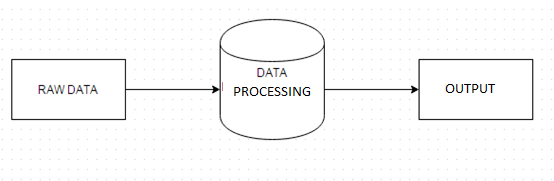 RAW DATA
DATA
PROCESSING
OUTPUT